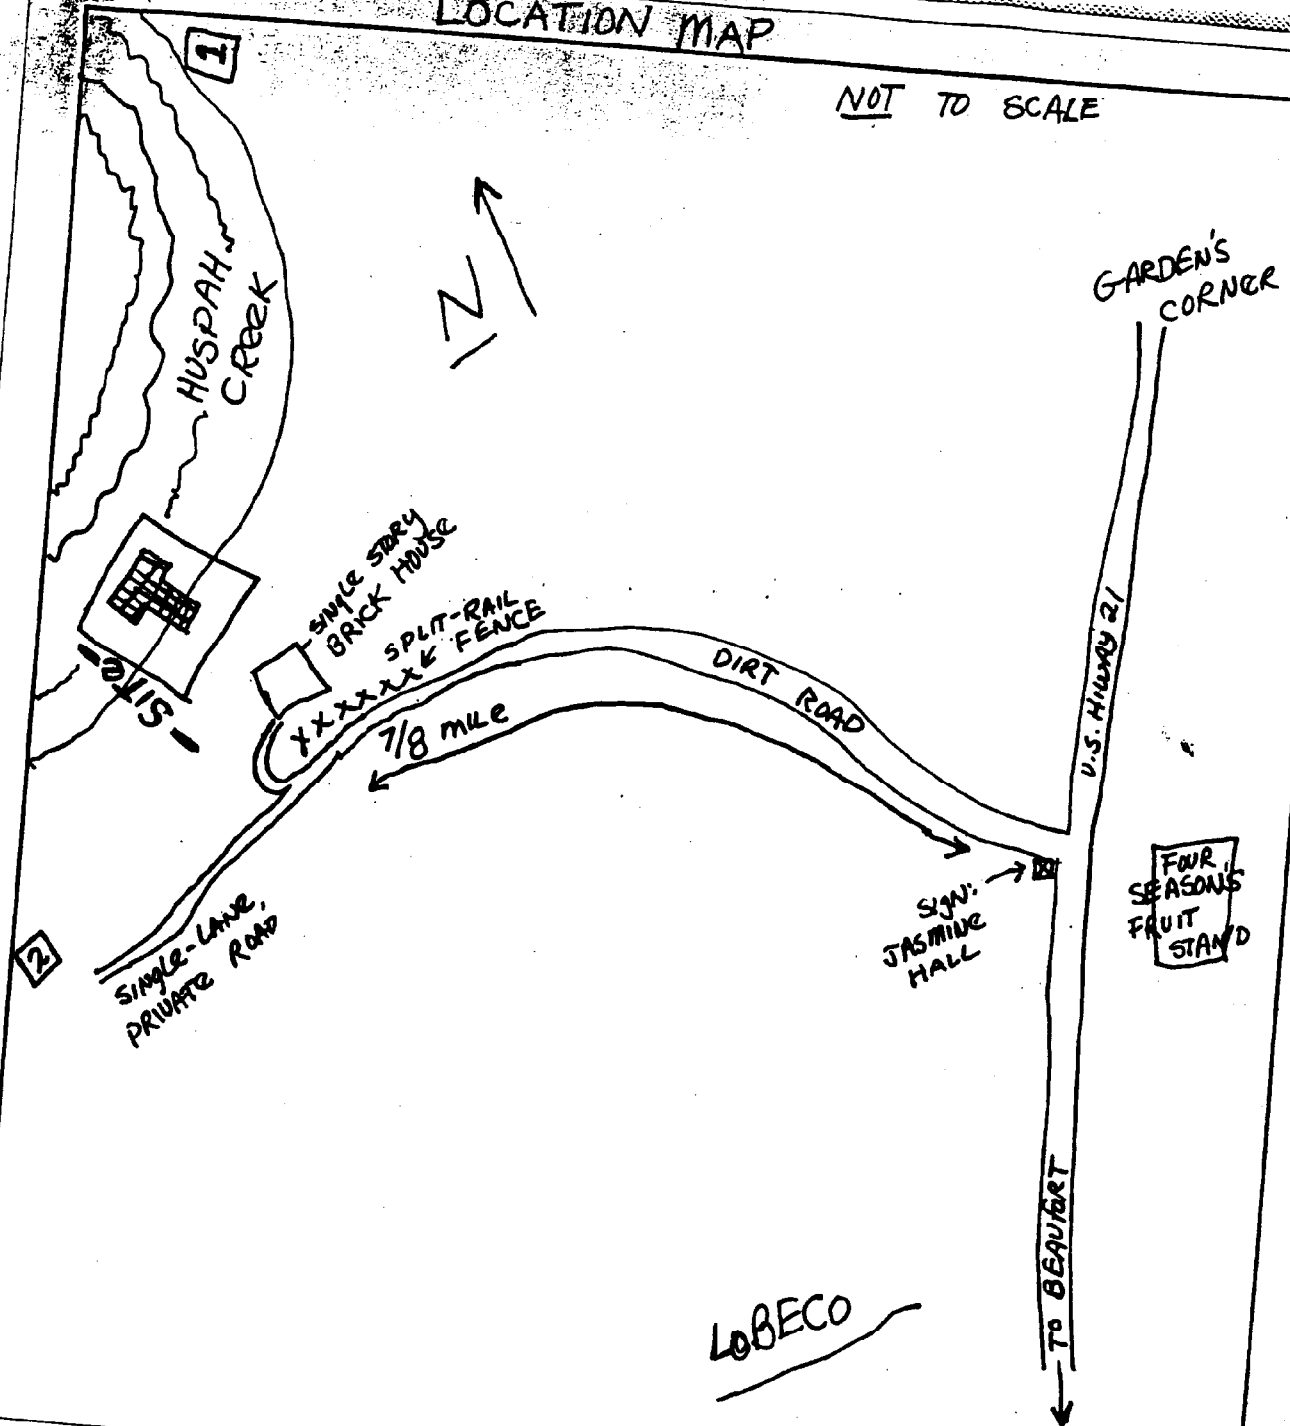 LOCATION MAP
1
NOT TO SCALE
N
GARDEN'S
CORNER
HUSPAH
CREEK
SINGLE STORY
BRICK HOUSE
SPLIT-RAIL
FENCE
XXXXXX
DIRT ROAD
U.S. HIWAY 21
-SITE-
7/8 MILE
FOUR
SEASON'S
FRUIT
STAND
SIGN:
JASMINE
HALL
2
SINGLE-LANE,
PRIVATE ROAD
TO BEAUFORT
LOBECO